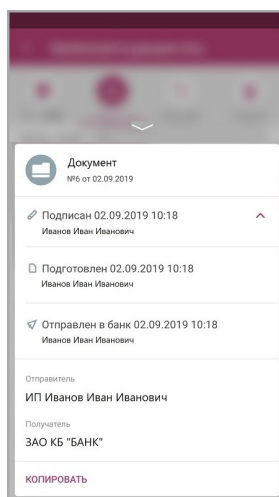 Документ
№6 от 02.09.2019
Подписан 02.09.2019 10:18
Иванов Иван Иванович
Подготовлен 02.09.2019 10:18
Иванов Иван Иванович
Отправлен в банк 02.09.2019 10:18
Иванов Иван Иванович
Отправитель
ИП Иванов Иван Иванович
Получатель
ЗАО КБ "БАНК"
КОПИРОВАТЬ